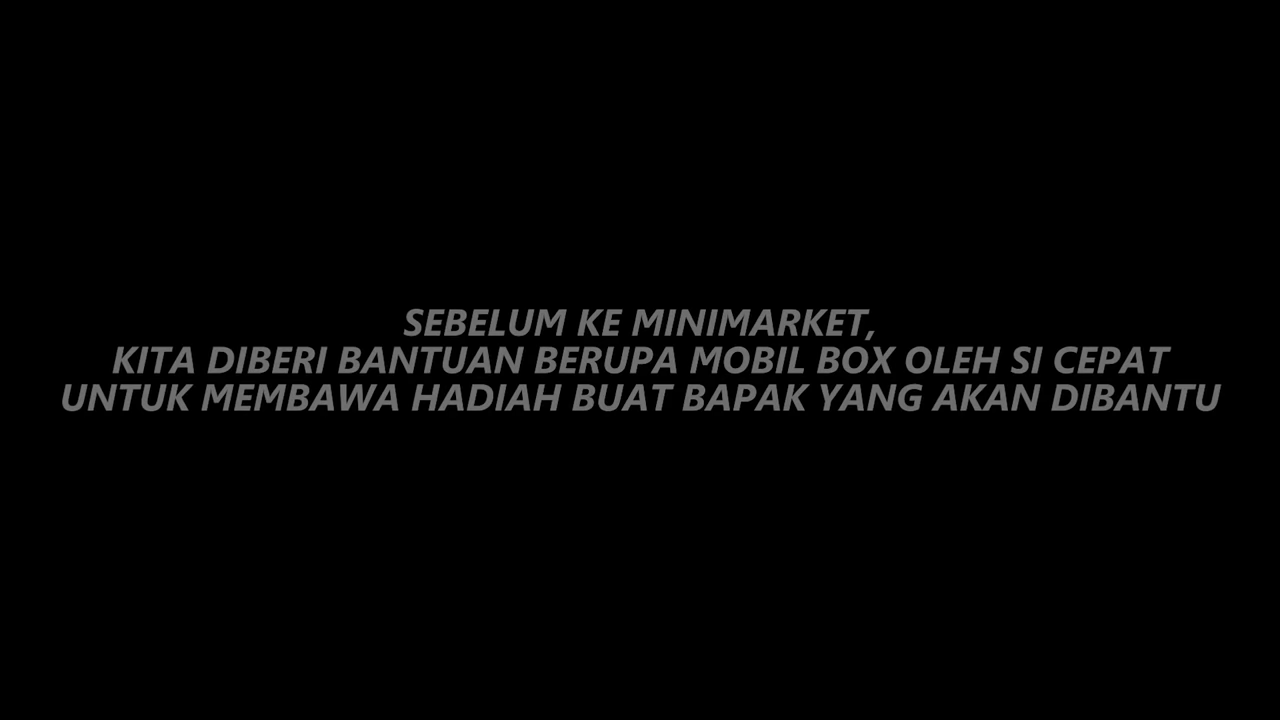 SEBELUM KE MINIMARKET,
KITA DIBERI BANTUAN BERUPA MOBIL BOX OLEH SI CEPAT
UNTUK MEMBAWA HADIAH BUAT BAPAK YANG AKAN DIBANTU